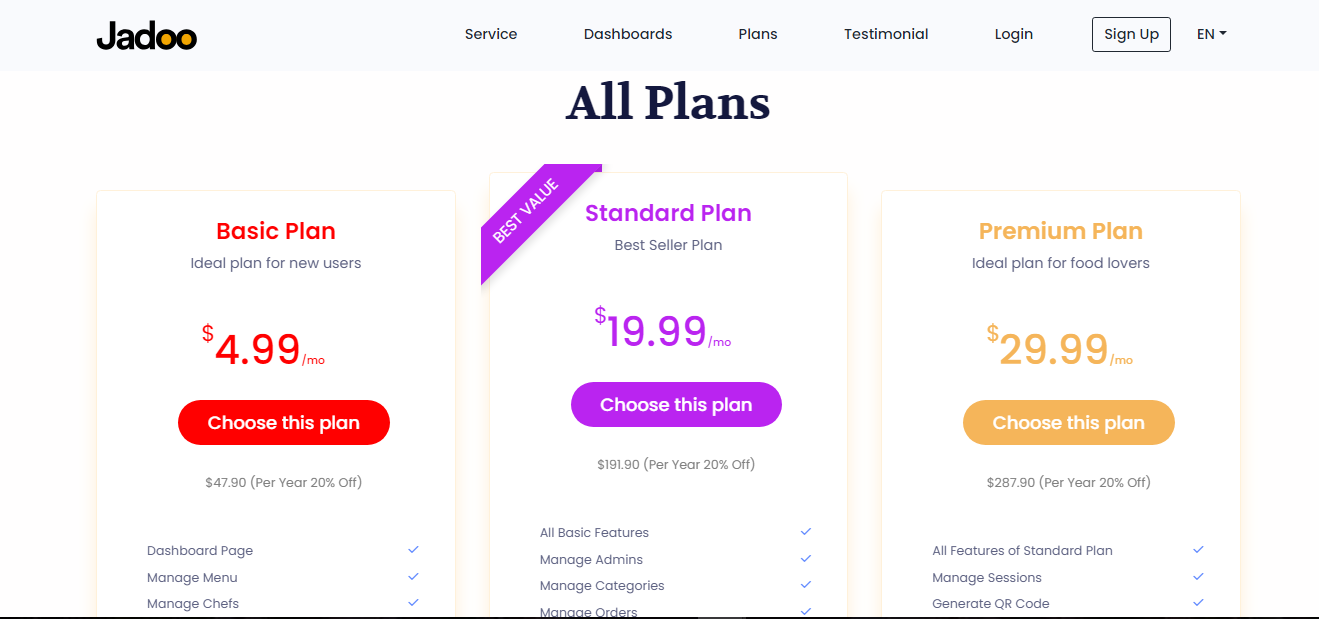 Jadoo
Service
Dashboards
Plans
Testimonial
Login
Sign Up
EN
All Plans
Basic Plan
Ideal plan for new users
$4.99/mo
Choose this plan
$47.90 (Per Year 20% Off)
Dashboard Page
Manage Menu
Manage Chefs
BEST VALUE
Standard Plan
Best Seller Plan
$19.99/mo
Choose this plan
$191.90 (Per Year 20% Off)
All Basic Features
Manage Admins
Manage Categories
Manage Orders
Premium Plan
Ideal plan for food lovers
$29.99/mo
Choose this plan
$287.90 (Per Year 20% Off)
All Features of Standard Plan
Manage Sessions
Generate QR Code